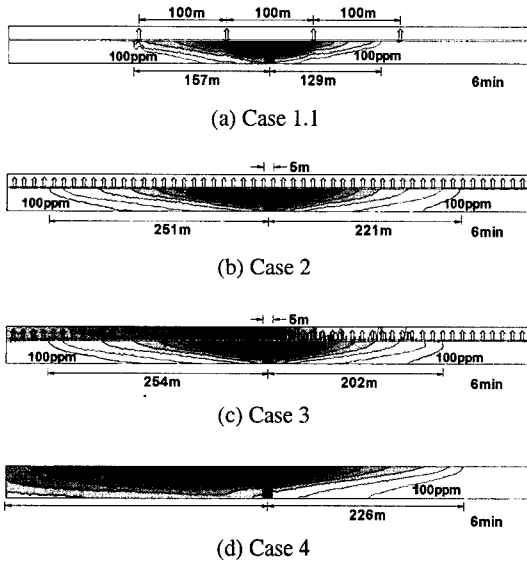 100m 100m 100m
100ppm 100ppm
157m 129m 6min
(a) Case 1.1
5m
100ppm 100ppm
251m 221m 6min
(b) Case 2
5m
100ppm 100ppm
254m 202m 6min
(c) Case 3
100ppm
226m 6min
(d) Case 4